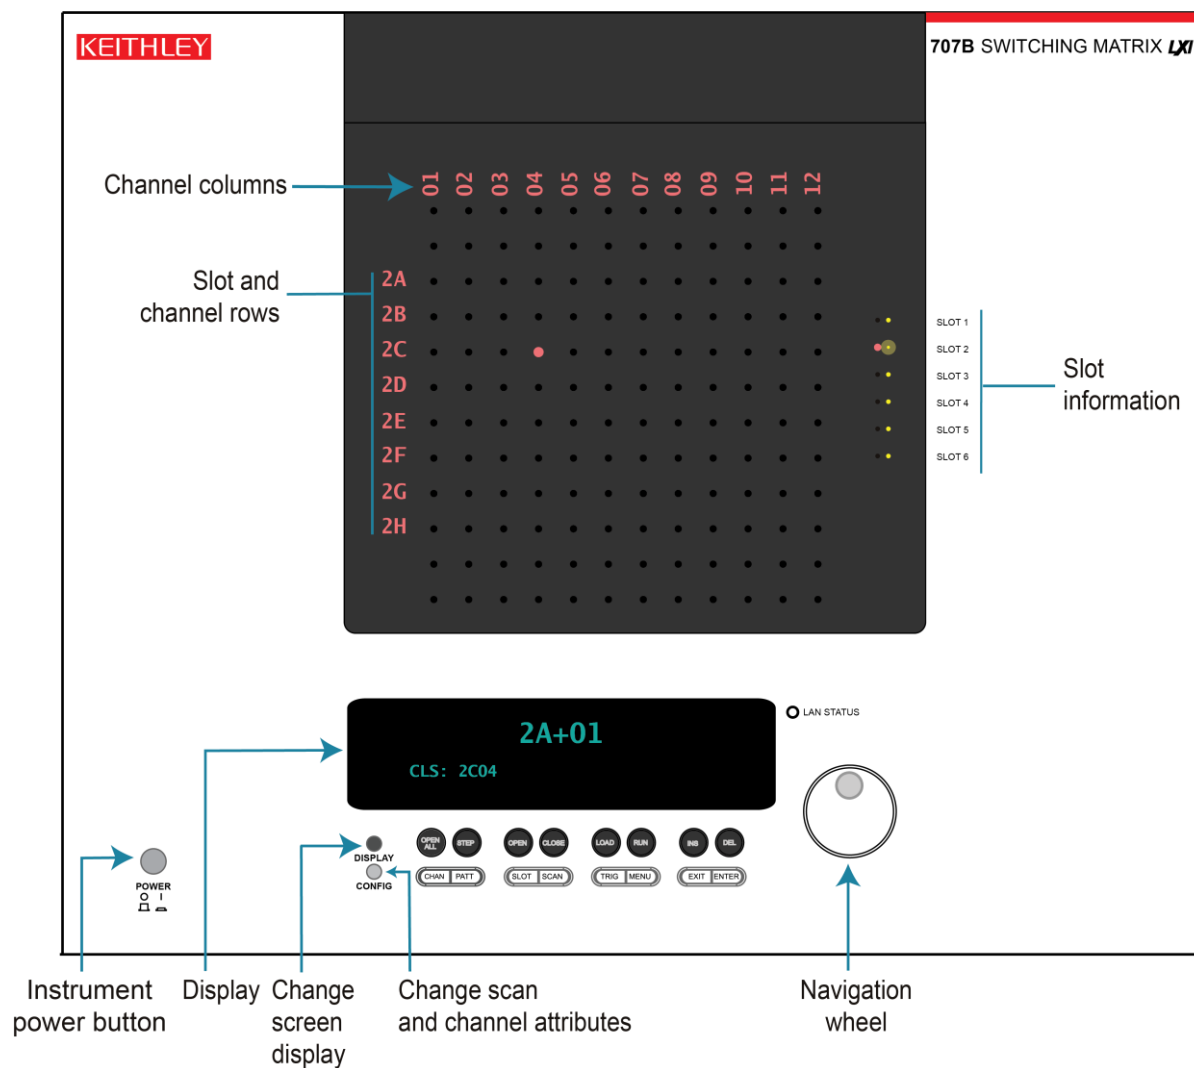 KEITHLEY
707B SWITCHING MATRIX LXI
Channel columns
01 02 03 04 05 06 07 08 09 10 11 12
Slot and
channel rows
2A
2B
2C
2D
2E
2F
2G
2H
SLOT 1
SLOT 2
SLOT 3
SLOT 4
SLOT 5
SLOT 6
Slot
information
2A+01
CLS: 2C04
LAN STATUS
OPEN ALL STEP OPEN CLOSE LOAD RUN INS DEL
DISPLAY
CHAN PATT SLOT SCAN TRIG MENU EXIT ENTER
CONFIG
POWER
O I
Instrument
power button
Display
Change
screen
display
Change scan
and channel attributes
Navigation
wheel